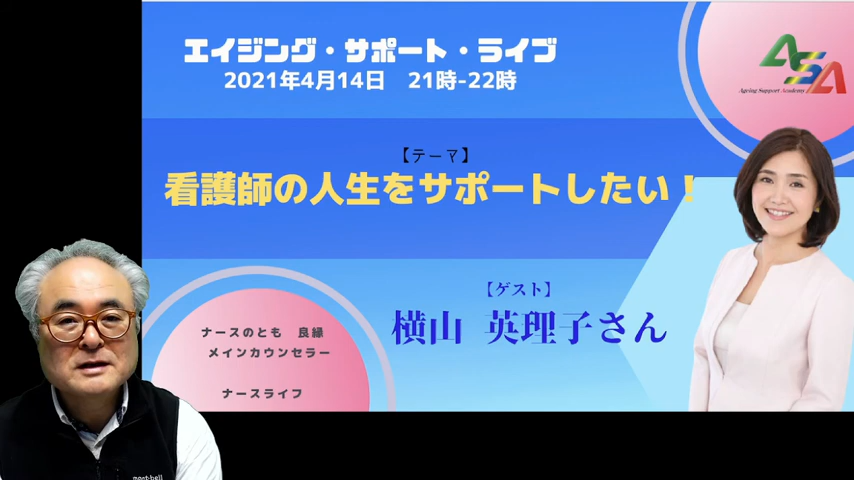 エイジング・サポート・ライブ
2021年4月14日 21時-22時
ASA
Ageing Support Academy
【テーマ】
看護師の人生をサポートしたい！
【ゲスト】
横山 英理子さん
ナースのとも 良縁
メインカウンセラー
ナースライフ
mont-bell